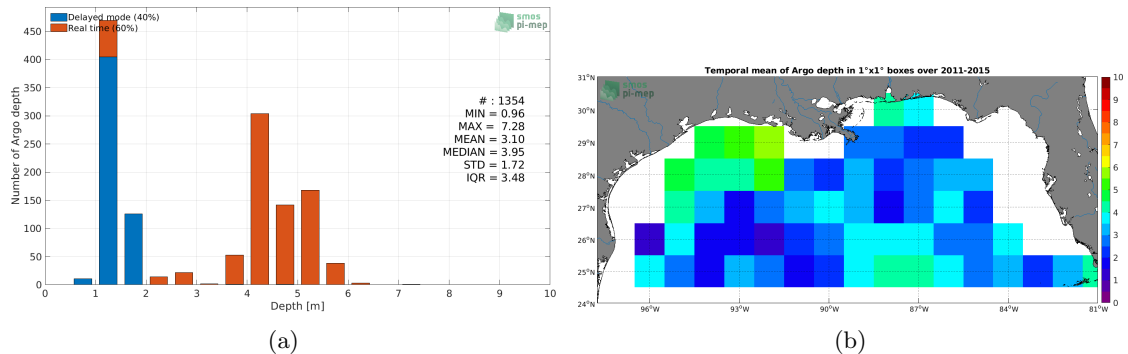 Delayed mode (40%)
Real time (60%)
smos
pi-mep
Number of Argo depth
450
400
350
300
250
200
150
100
50
0
# : 1354
MIN = 0.96
MAX = 7.28
MEAN = 3.10
MEDIAN = 3.95
STD = 1.72
IQR = 3.48
0 1 2 3 4 5 6 7 8 9 10
Depth [m]
(a)
Temporal mean of Argo depth in 1°x1° boxes over 2011-2015
smos
pi-mep
31°N
30°N
29°N
28°N
27°N
26°N
25°N
24°N
96°W 93°W 90°W 87°W 84°W 81°W
10
9
8
7
6
5
4
3
2
1
0
(b)